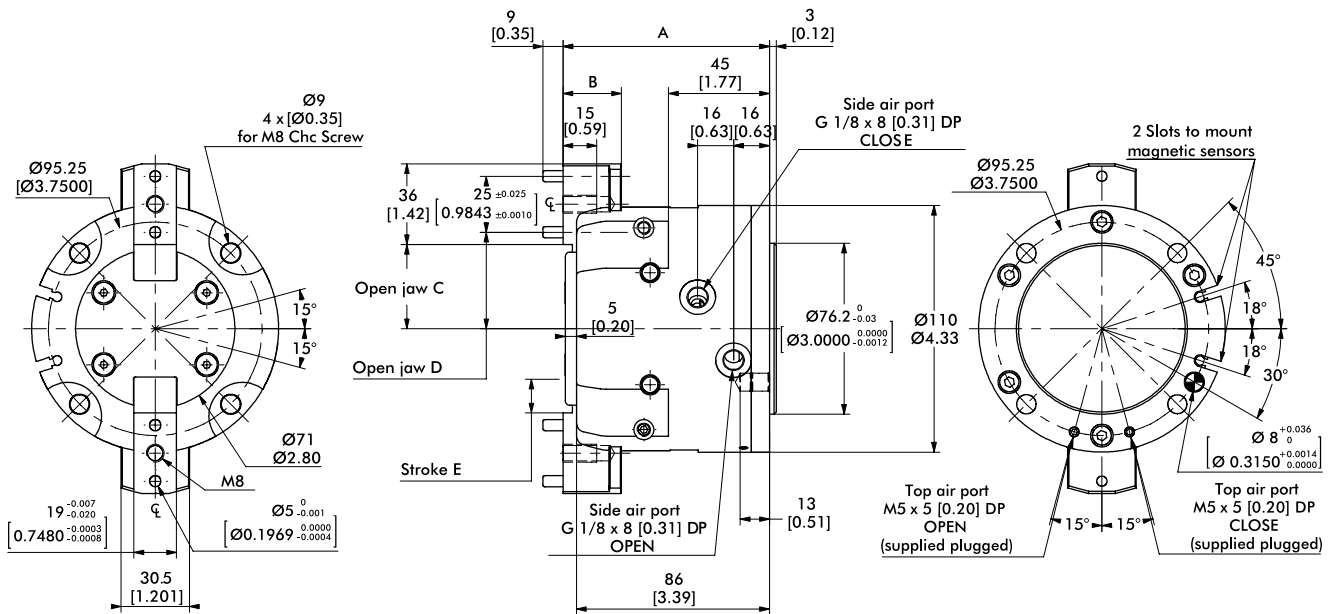 Ø9
4 x [Ø0.35]
for M8 Chc Screw
Ø95.25
[Ø3.7500]
15°
15°
Ø71
Ø2.80
M8
19 -0.007 -0.020
[0.7480 -0.0003 -0.0008]
℄
Ø5 0 -0.001
[Ø0.1969 0.0000 -0.0004]
30.5
[1.201]
9
[0.35]
A
3
[0.12]
45
[1.77]
B
15
[0.59]
16
[0.63]
16
[0.63]
Side air port
G 1/8 x 8 [0.31] DP
CLOSE
36
[1.42]
25 ±0.025
[0.9843 ±0.0010]
℄
Open jaw C
5
[0.20]
Open jaw D
Ø76.2 0 -0.03
[Ø3.0000 0.0000 -0.0012]
Ø110
Ø4.33
Stroke E
Side air port
G 1/8 x 8 [0.31] DP
OPEN
13
[0.51]
86
[3.39]
2 Slots to mount
magnetic sensors
Ø95.25
Ø3.7500
45°
18°
18°
30°
Ø 8 +0.036 0
[Ø 0.3150 +0.0014 0.0000]
Top air port
M5 x 5 [0.20] DP
OPEN
(supplied plugged)
15°
15°
Top air port
M5 x 5 [0.20] DP
CLOSE
(supplied plugged)